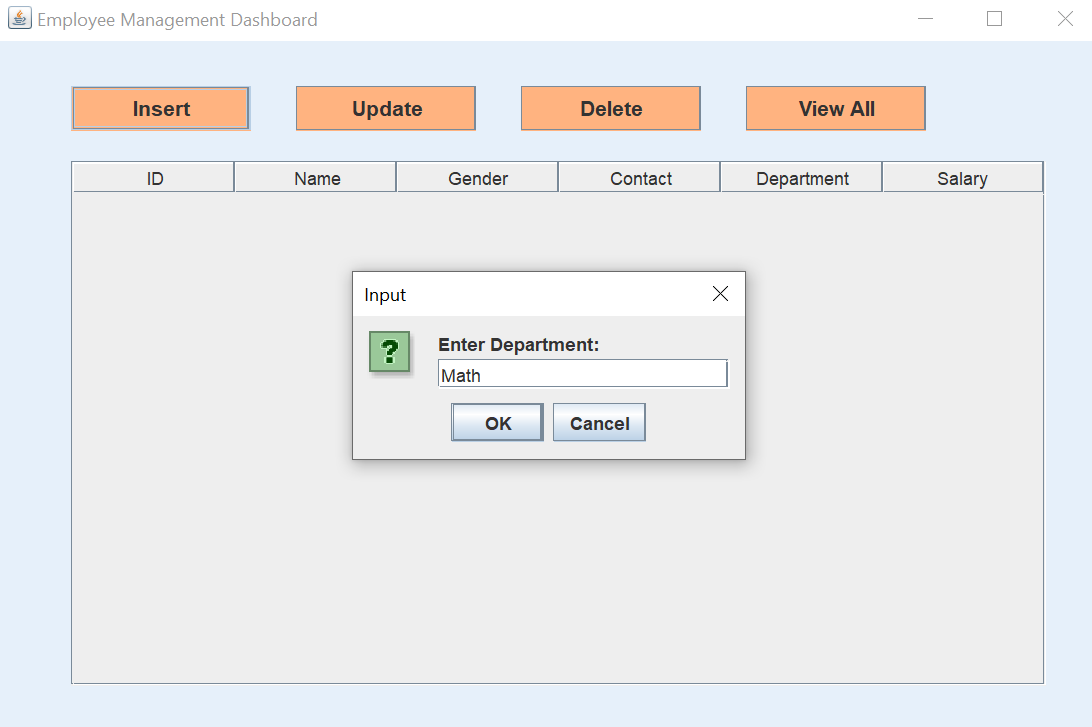 Employee Management Dashboard
Insert Update Delete View All
ID Name Gender Contact Department Salary
Input
?
Enter Department:
Math
OK Cancel